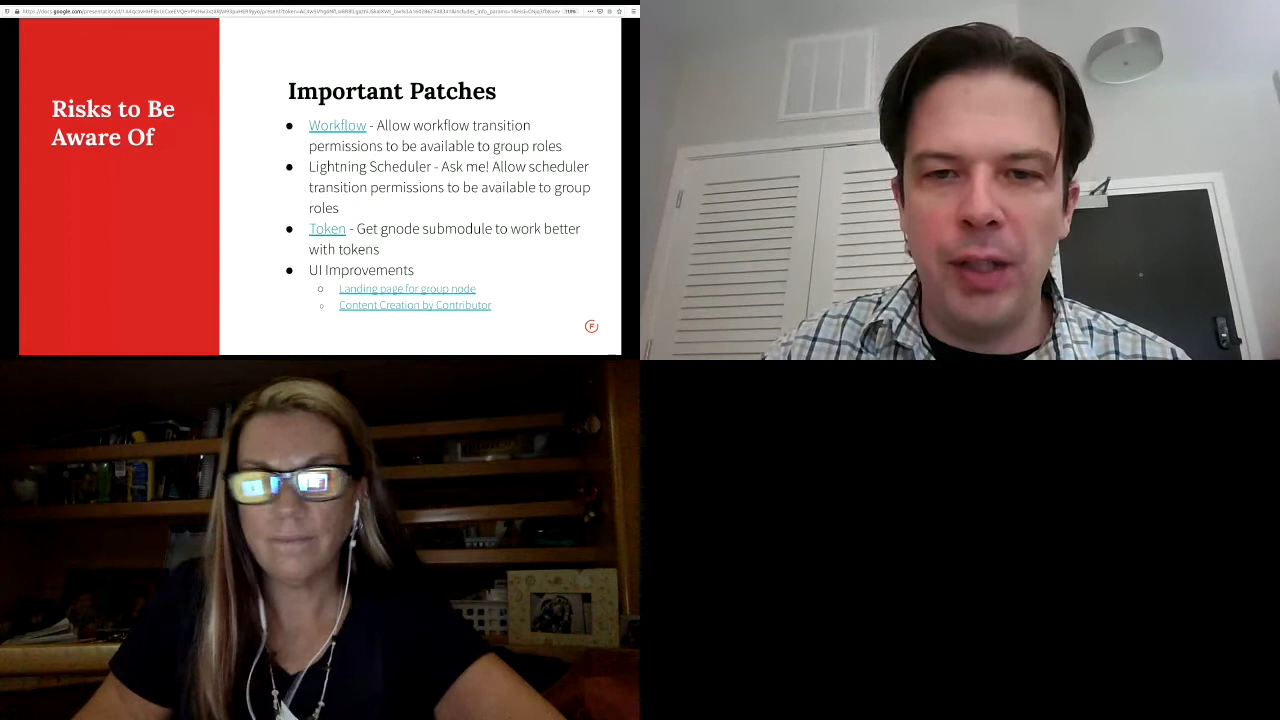 Risks to Be
Aware Of
Important Patches
● Workflow - Allow workflow transition
permissions to be available to group roles
● Lightning Scheduler - Ask me! Allow scheduler
transition permissions to be available to group
roles
● Token - Get gnode submodule to work better
with tokens
● UI Improvements
○ Landing page for group node
○ Content Creation by Contributor
F